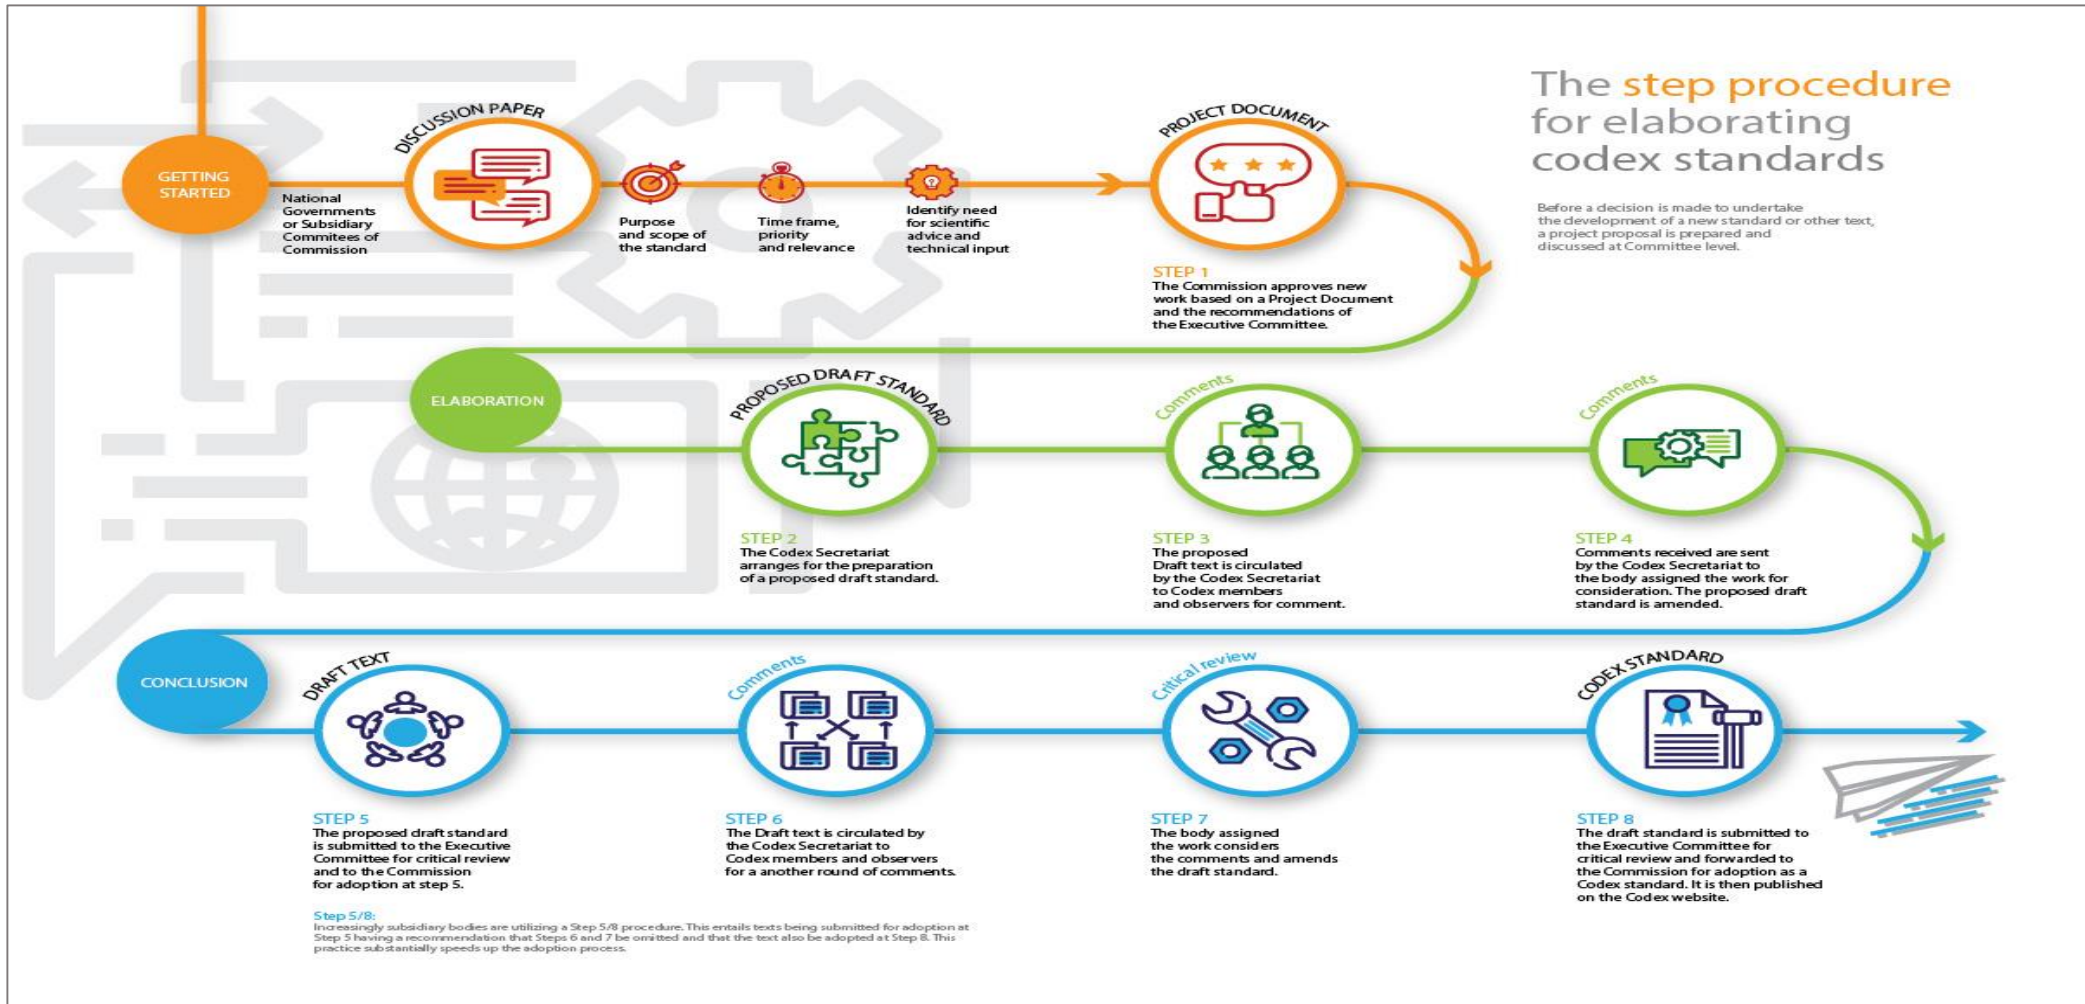 The step procedure
for elaborating
codex standards
Before a decision is made to undertake
the development of a new standard or other text,
a project proposal is prepared and
discussed at Committee level.
GETTING
STARTED
National
Governments
or Subsidiary
Committees of
Commission
DISCUSSION PAPER
Purpose
and scope of
the standard
Time frame,
priority
and relevance
Identify need
for scientific
advice and
technical input
PROJECT DOCUMENT
STEP 1
The Commission approves new
work based on a Project Document
and the recommendations of
the Executive Committee.
ELABORATION
PROPOSED DRAFT STANDARD
STEP 2
The Codex Secretariat
arranges for the preparation
of a proposed draft standard.
Comments
STEP 3
The proposed
Draft text is circulated
by the Codex Secretariat
to Codex members
and observers for comment.
Comments
STEP 4
Comments received are sent
by the Codex Secretariat to
the body assigned the work for
consideration. The proposed draft
standard is amended.
CONCLUSION
DRAFT TEXT
STEP 5
The proposed draft standard
is submitted to the Executive
Committee for critical review
and to the Commission
for adoption at step 5.
Comments
STEP 6
The Draft text is circulated by
the Codex Secretariat to
Codex members and observers
for a another round of comments.
Critical review
STEP 7
The body assigned
the work considers
the comments and amends
the draft standard.
CODEX STANDARD
STEP 8
The draft standard is submitted to
the Executive Committee for
critical review and forwarded to
the Commission for adoption as a
Codex standard. It is then published
on the Codex website.
Step 5/8:
Increasingly subsidiary bodies are utilizing a Step 5/8 procedure. This entails texts being submitted for adoption at
Step 5 having a recommendation that Steps 6 and 7 be omitted and that the text also be adopted at Step 8. This
practice substantially speeds up the adoption process.